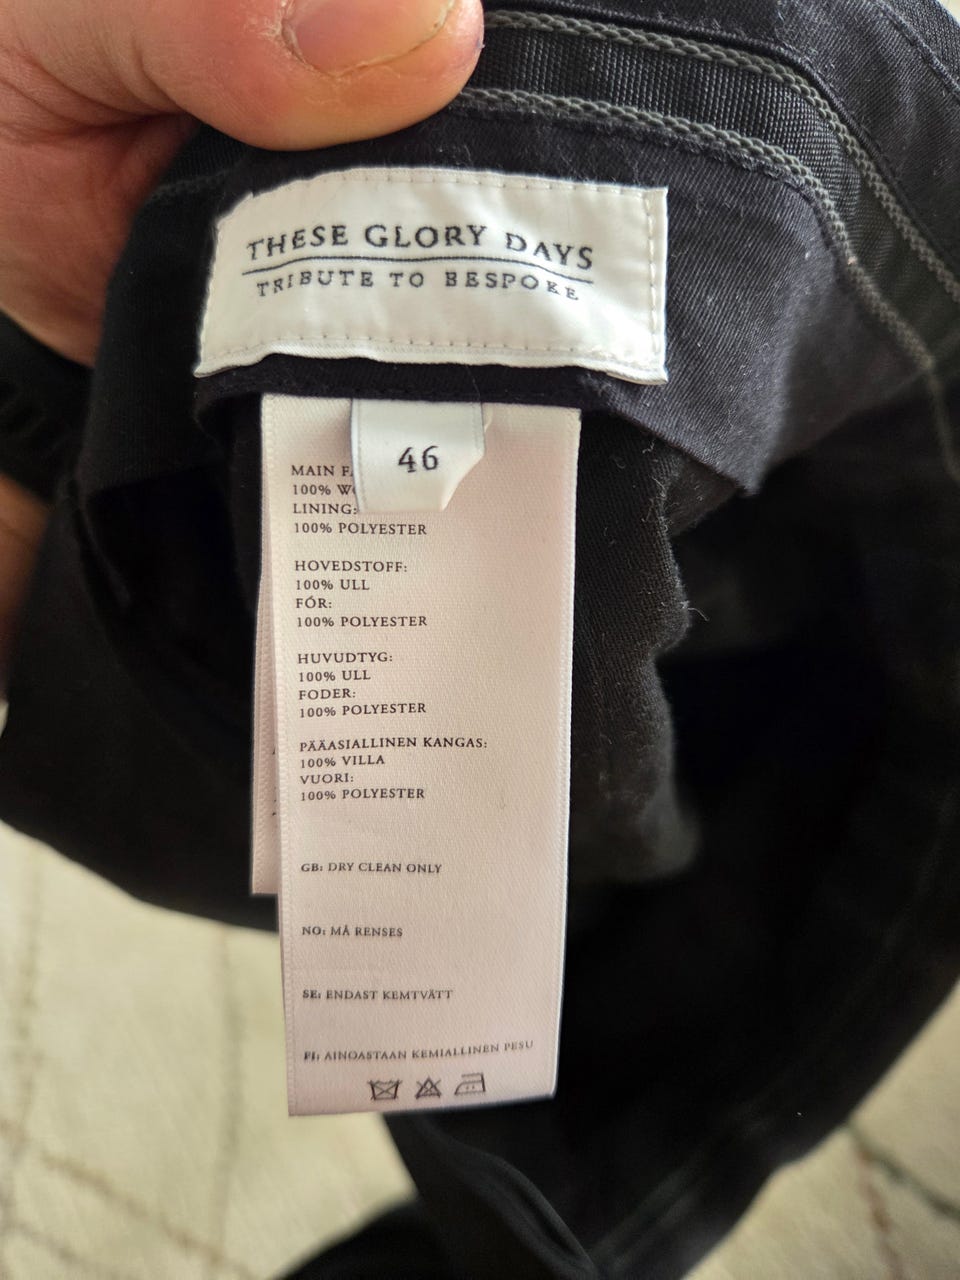 THESE GLORY DAYS
TRIBUTE TO BESPOKE
46
MAIN
100%
LINING:
100% POLYESTER
HOVEDSTOFF:
100% ULL
FÓR:
100% POLYESTER
HUVUDTYG:
100% ULL
FODER:
100% POLYESTER
PÄÄASIALLINEN KANGAS:
100% VILLA
VUORI:
100% POLYESTER
GB: DRY CLEAN ONLY
NO: MÅ RENSES
SE: ENDAST KEMTVÄTT
FI: AINOASTAAN KEMIALLINEN PESU